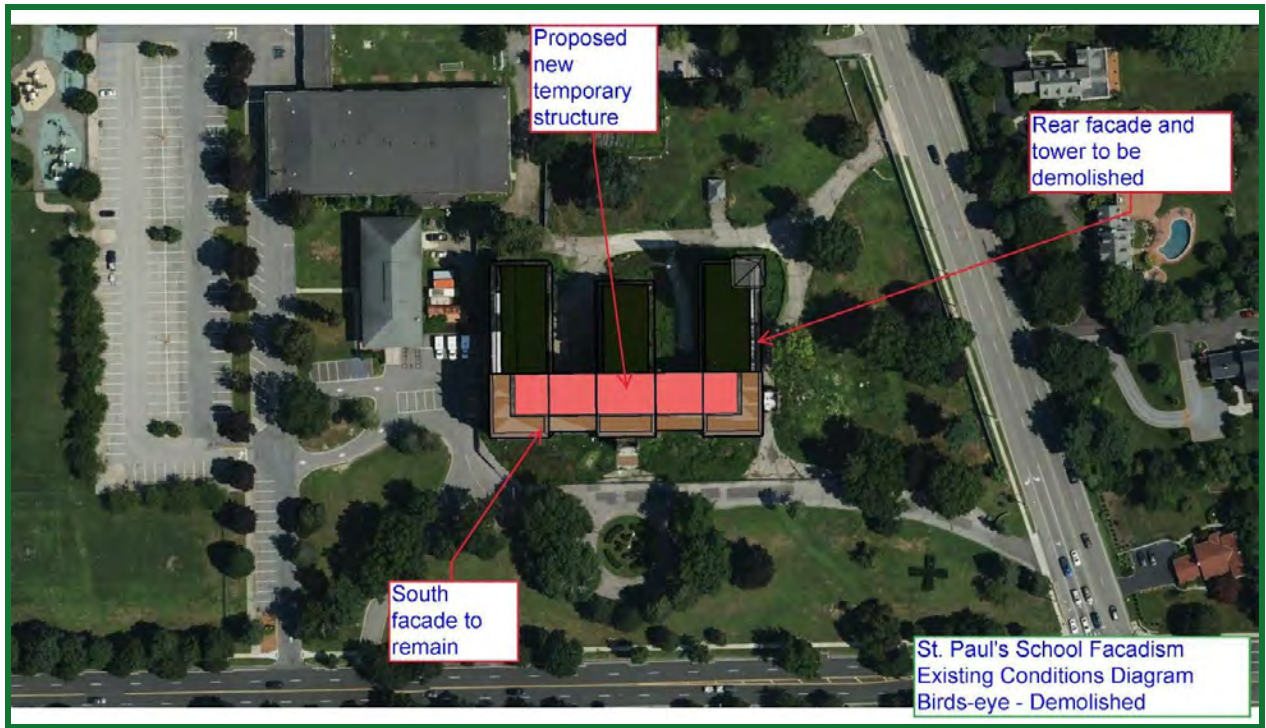 Proposed
new
temporary
structure
Rear facade and
tower to be
demolished
South
facade to
remain
St. Paul's School Facadism
Existing Conditions Diagram
Birds-eye - Demolished